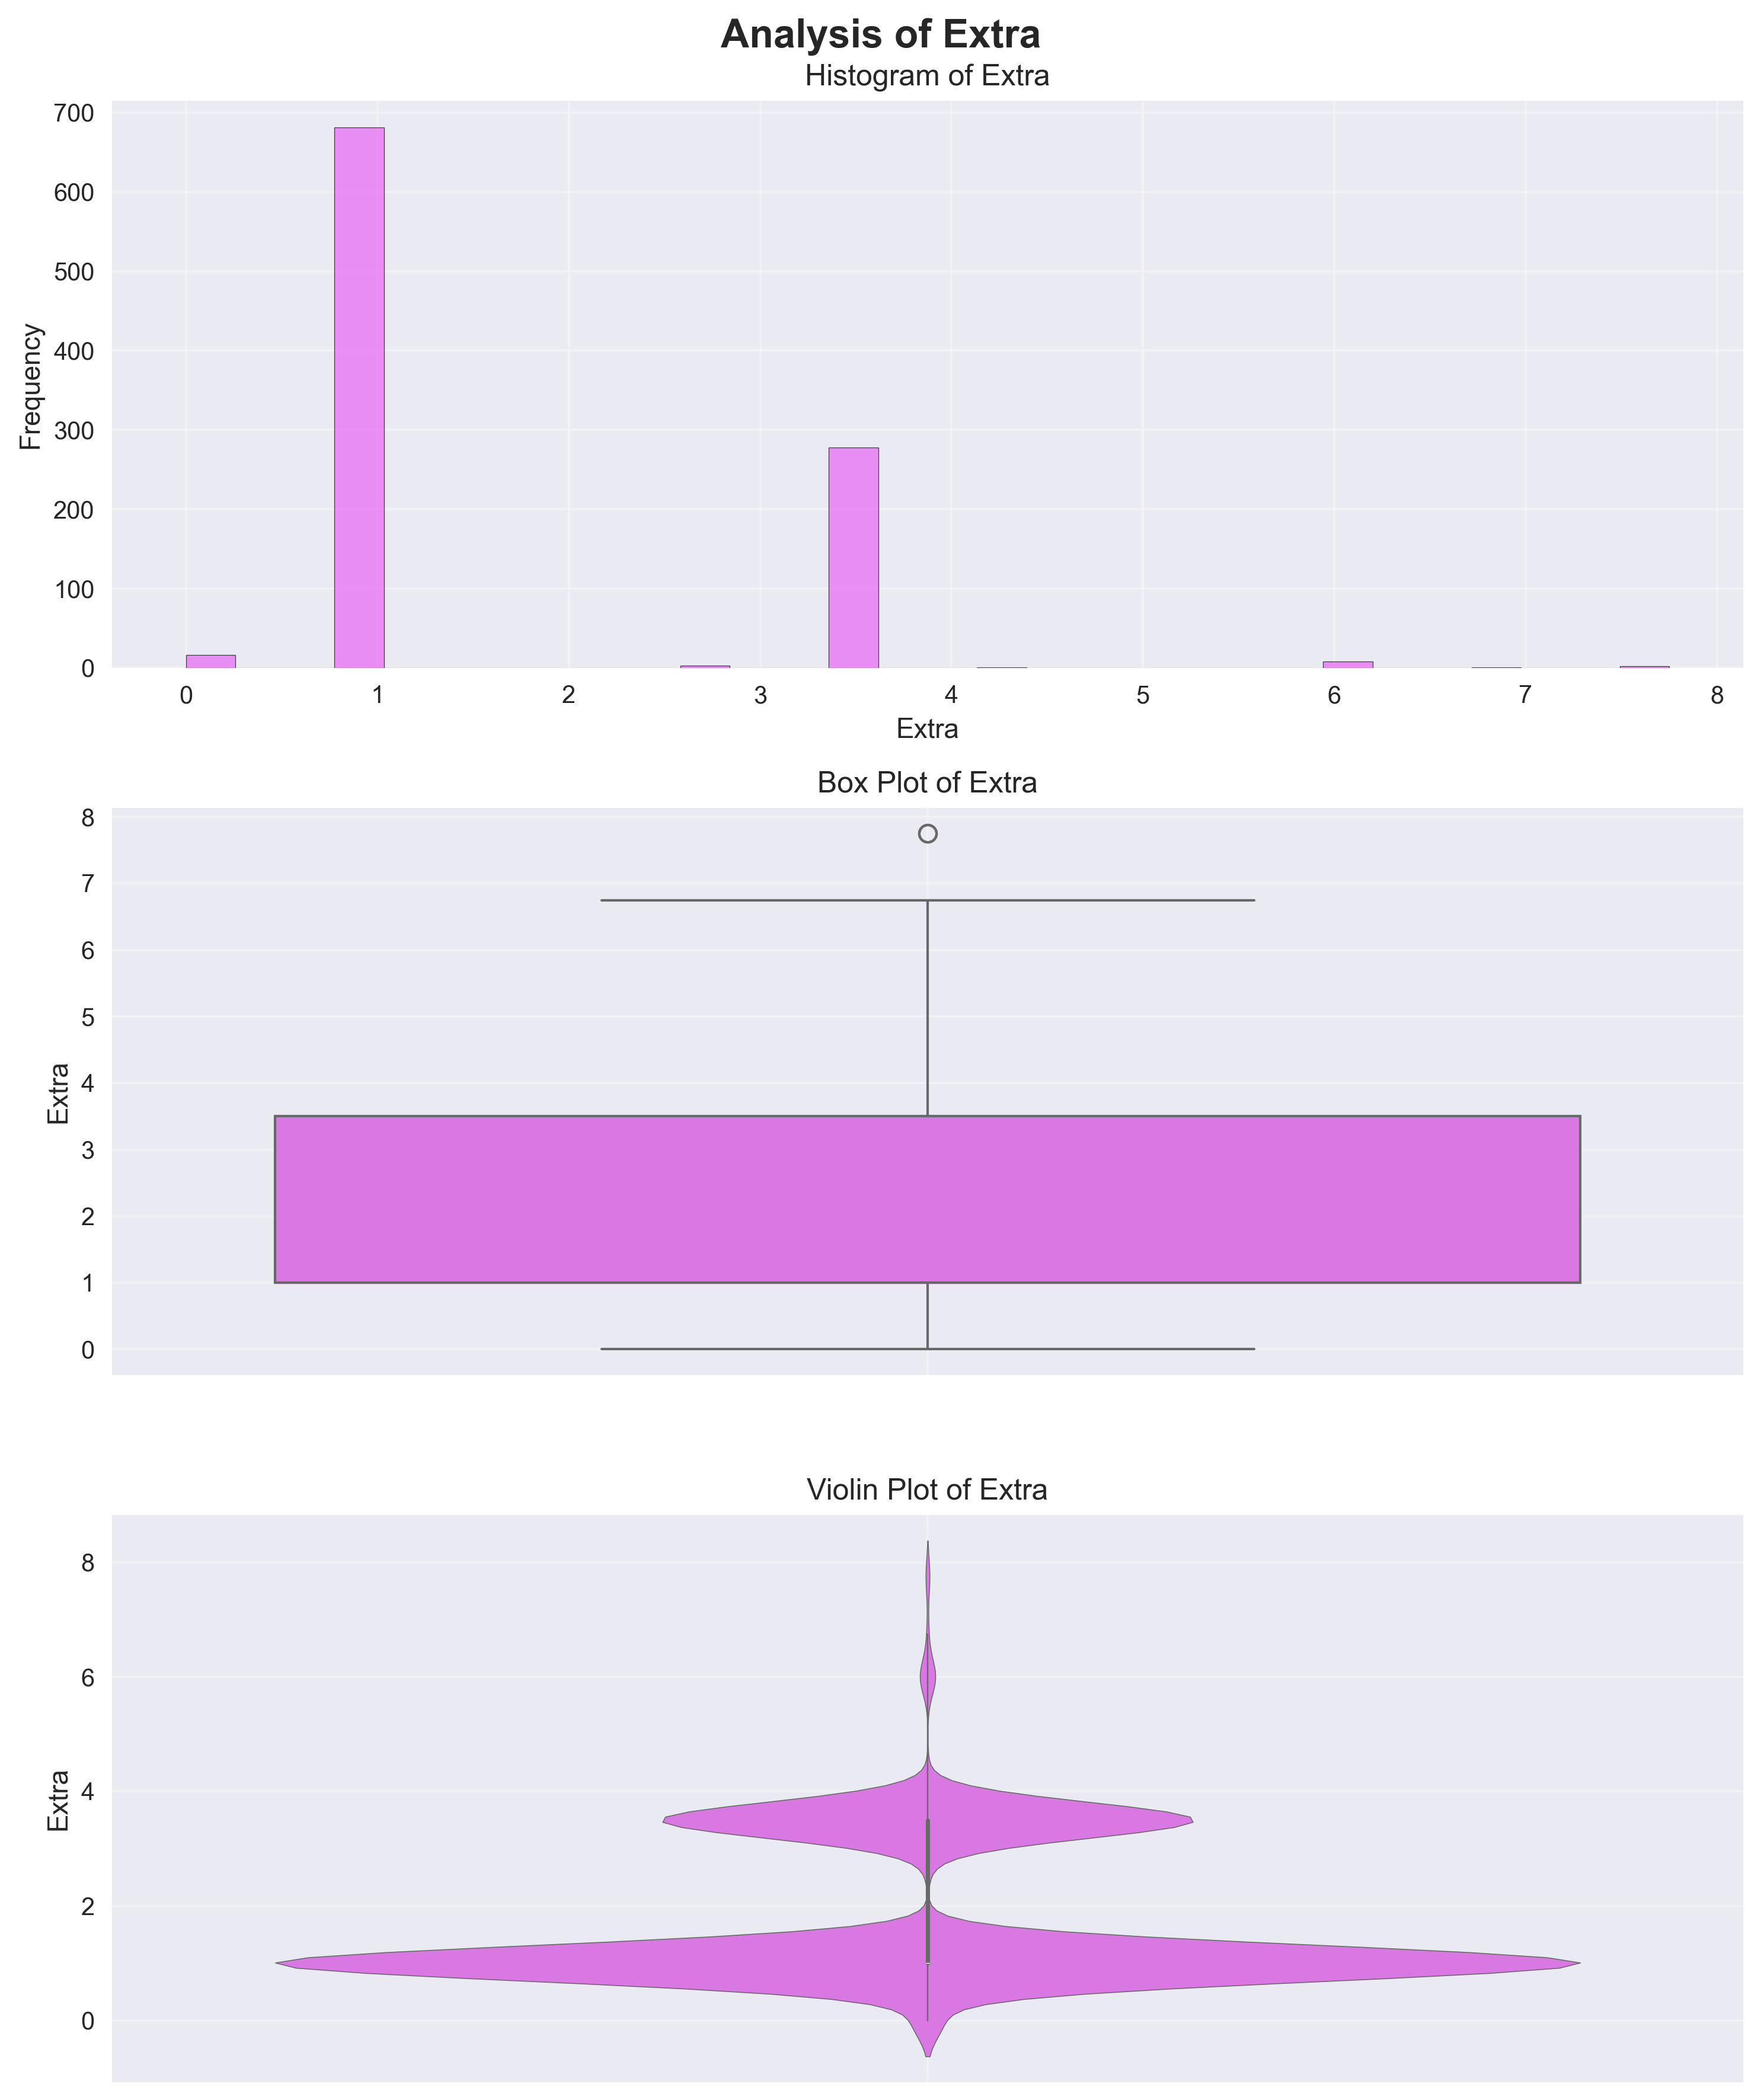 Analysis of Extra
Histogram of Extra
700
600
500
400
300
200
100
0
Frequency
0 1 2 3 4 5 6 7 8
Extra
Box Plot of Extra
8
7
6
5
4
3
2
1
0
Extra
Violin Plot of Extra
8
6
4
2
0
Extra